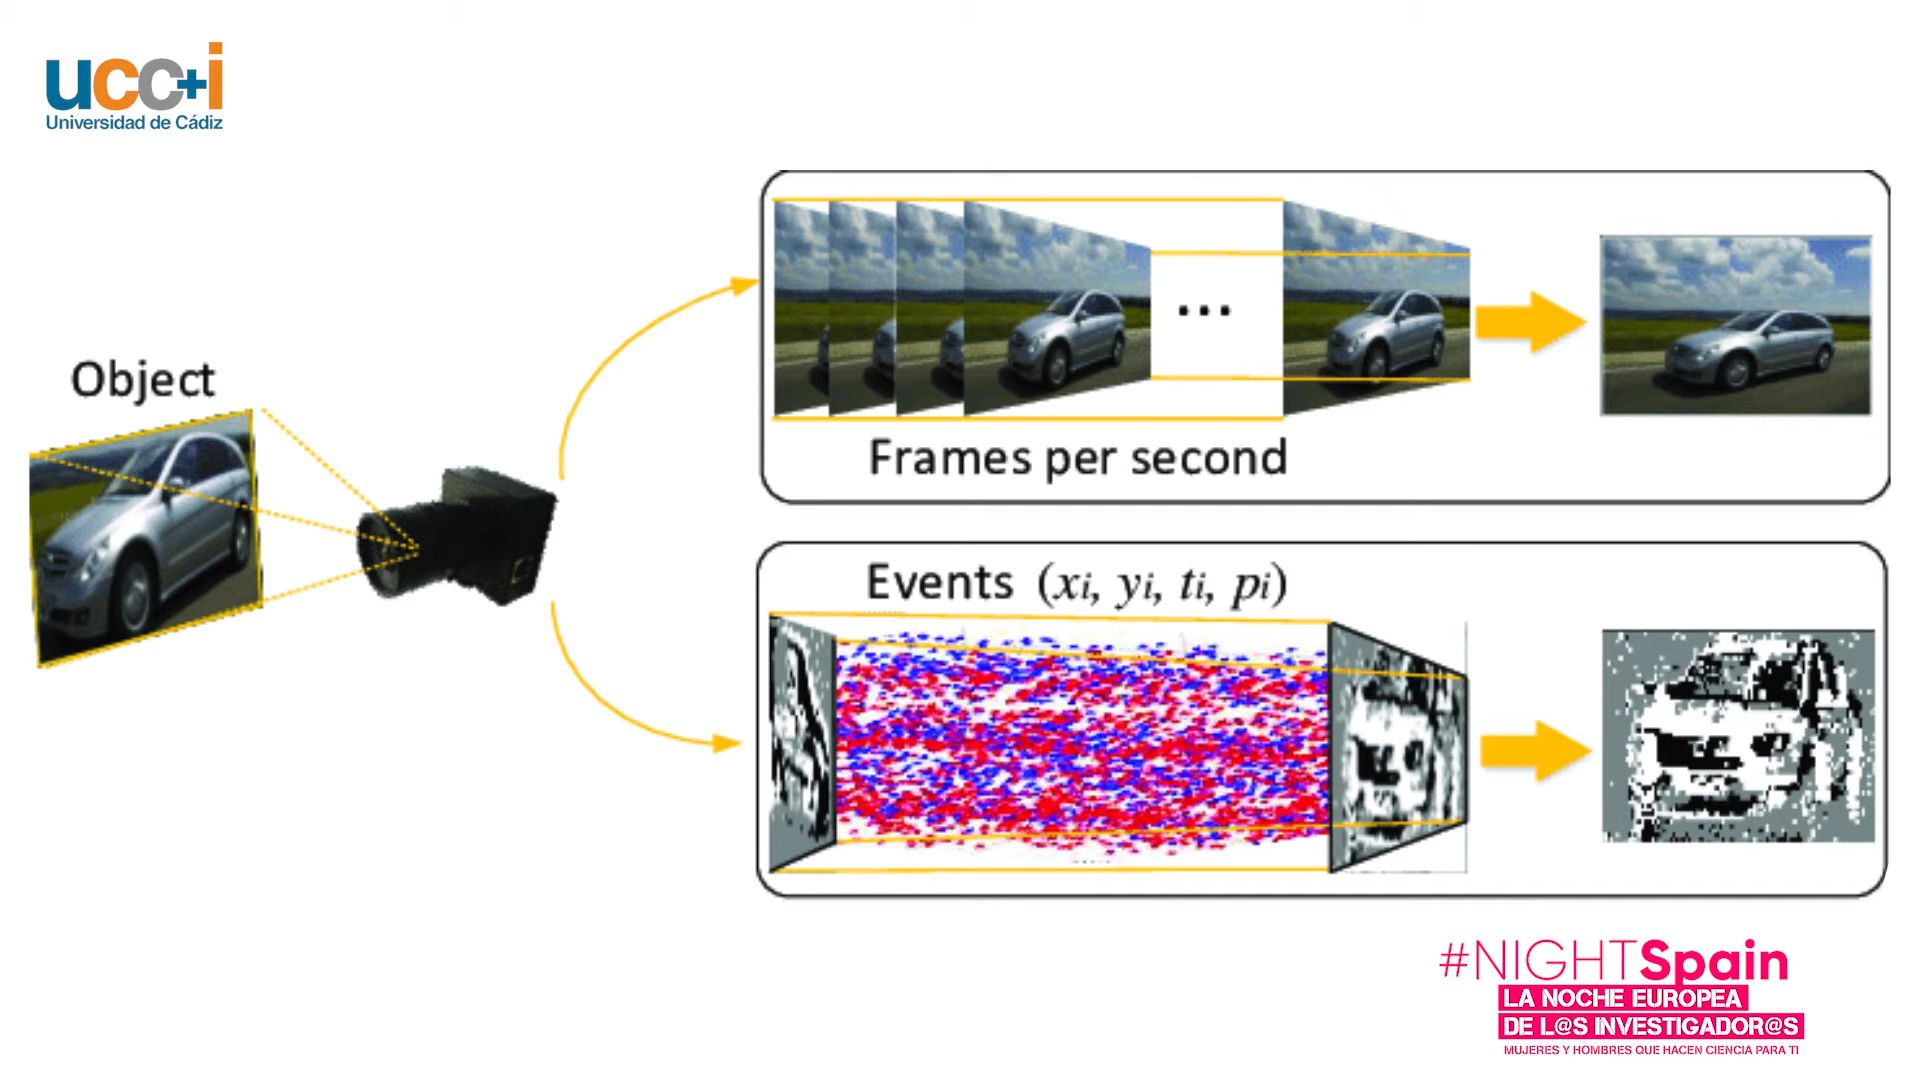 ucc+i
Universidad de Cádiz
Object
Frames per second
Events (xi, yi, ti, pi)
#NIGHTSpain
LA NOCHE EUROPEA
DE L@S INVESTIGADOR@S
MUJERES Y HOMBRES QUE HACEN CIENCIA PARA TI